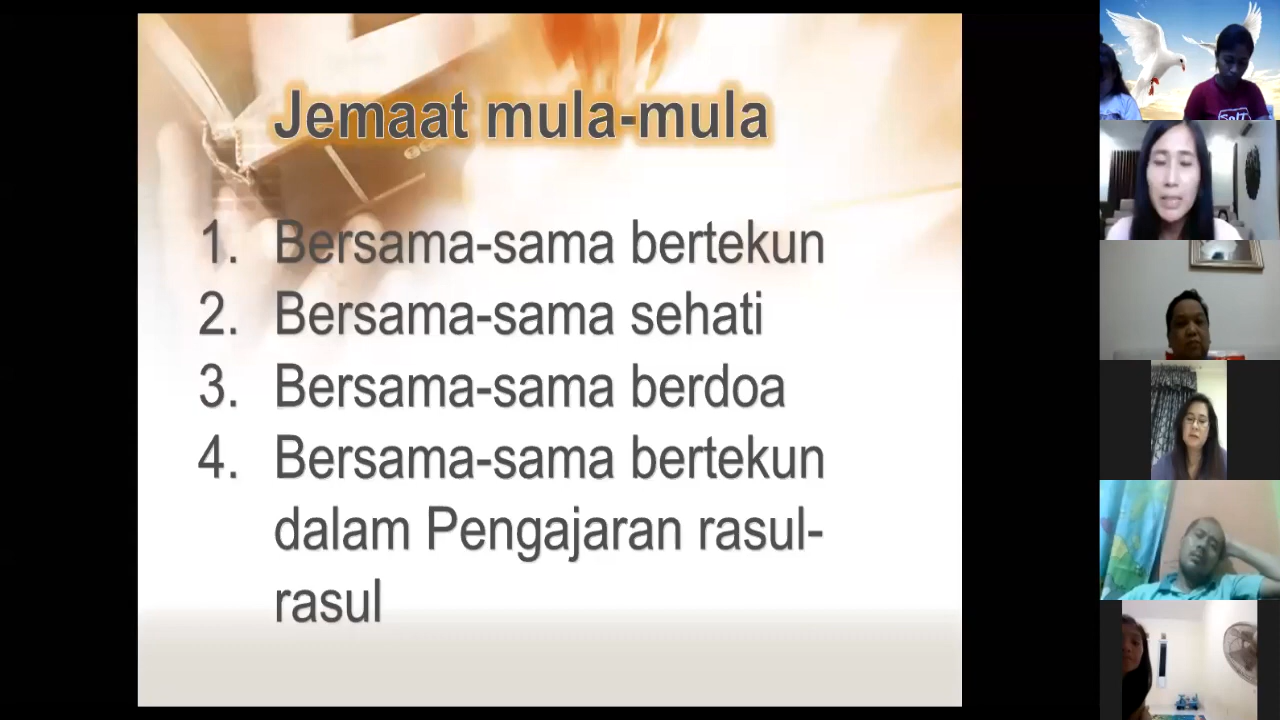 Jemaat mula-mula
1. Bersama-sama bertekun
2. Bersama-sama sehati
3. Bersama-sama berdoa
4. Bersama-sama bertekun
dalam Pengajaran rasul-
rasul